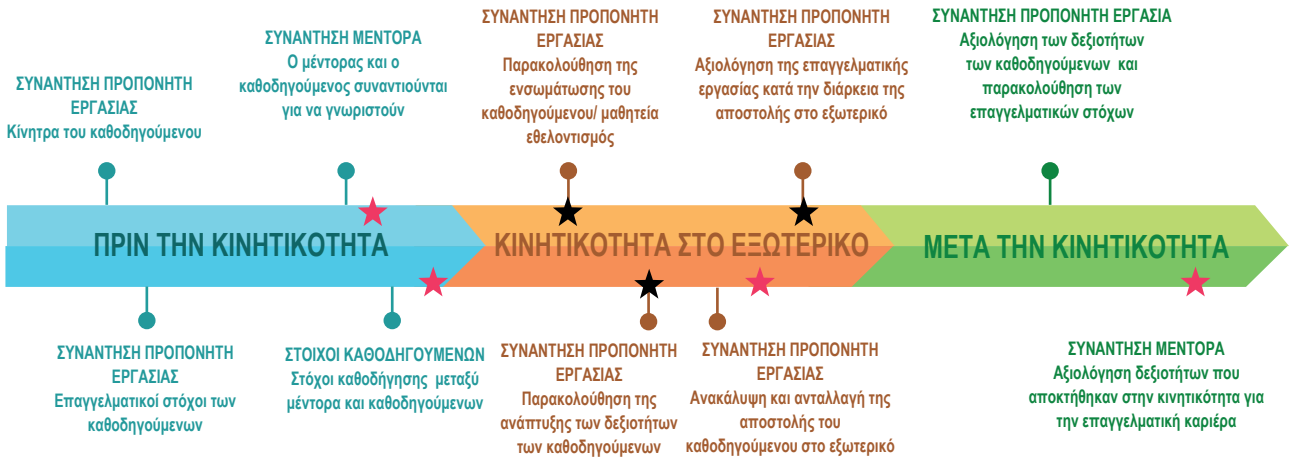 ΣΥΝΑΝΤΗΣΗ ΠΡΟΠΟΝΗΤΗ
ΕΡΓΑΣΙΑΣ
Κίνητρα του καθοδηγούμενου
ΣΥΝΑΝΤΗΣΗ ΜΕΝΤΟΡΑ
Ο μέντορας και ο
καθοδηγούμενος συναντιούνται
για να γνωριστούν
ΣΥΝΑΝΤΗΣΗ ΠΡΟΠΟΝΗΤΗ
ΕΡΓΑΣΙΑΣ
Παρακολούθηση της
ενσωμάτωσης του
καθοδηγούμενου/ μαθητεία
εθελοντισμός
ΣΥΝΑΝΤΗΣΗ ΠΡΟΠΟΝΗΤΗ
ΕΡΓΑΣΙΑΣ
Αξιολόγηση της επαγγελματικής
εργασίας κατά την διάρκεια της
αποστολής στο εξωτερικό
ΣΥΝΑΝΤΗΣΗ ΠΡΟΠΟΝΗΤΗ ΕΡΓΑΣΙΑ
Αξιολόγηση των δεξιοτήτων
των καθοδηγούμενων και
παρακολούθηση των
επαγγελματικών στόχων
ΠΡΙΝ ΤΗΝ ΚΙΝΗΤΙΚΟΤΗΤΑ
ΚΙΝΗΤΙΚΟΤΗΤΑ ΣΤΟ ΕΞΩΤΕΡΙΚΟ
ΜΕΤΑ ΤΗΝ ΚΙΝΗΤΙΚΟΤΗΤΑ
ΣΥΝΑΝΤΗΣΗ ΠΡΟΠΟΝΗΤΗ
ΕΡΓΑΣΙΑΣ
Επαγγελματικοί στόχοι των
καθοδηγούμενων
ΣΤΟΙΧΟΙ ΚΑΘΟΔΗΓΟΥΜΕΝΩΝ
Στόχοι καθοδήγησης μεταξύ
μέντορα και καθοδηγούμενων
ΣΥΝΑΝΤΗΣΗ ΠΡΟΠΟΝΗΤΗ
ΕΡΓΑΣΙΑΣ
Παρακολούθηση της
ανάπτυξης των δεξιοτήτων
των καθοδηγούμενων
ΣΥΝΑΝΤΗΣΗ ΠΡΟΠΟΝΗΤΗ
ΕΡΓΑΣΙΑΣ
Ανακάλυψη και ανταλλαγή της
αποστολής του
καθοδηγούμενου στο εξωτερικό
ΣΥΝΑΝΤΗΣΗ ΜΕΝΤΟΡΑ
Αξιολόγηση δεξιοτήτων που
αποκτήθηκαν στην κινητικότητα για
την επαγγελματική καριέρα